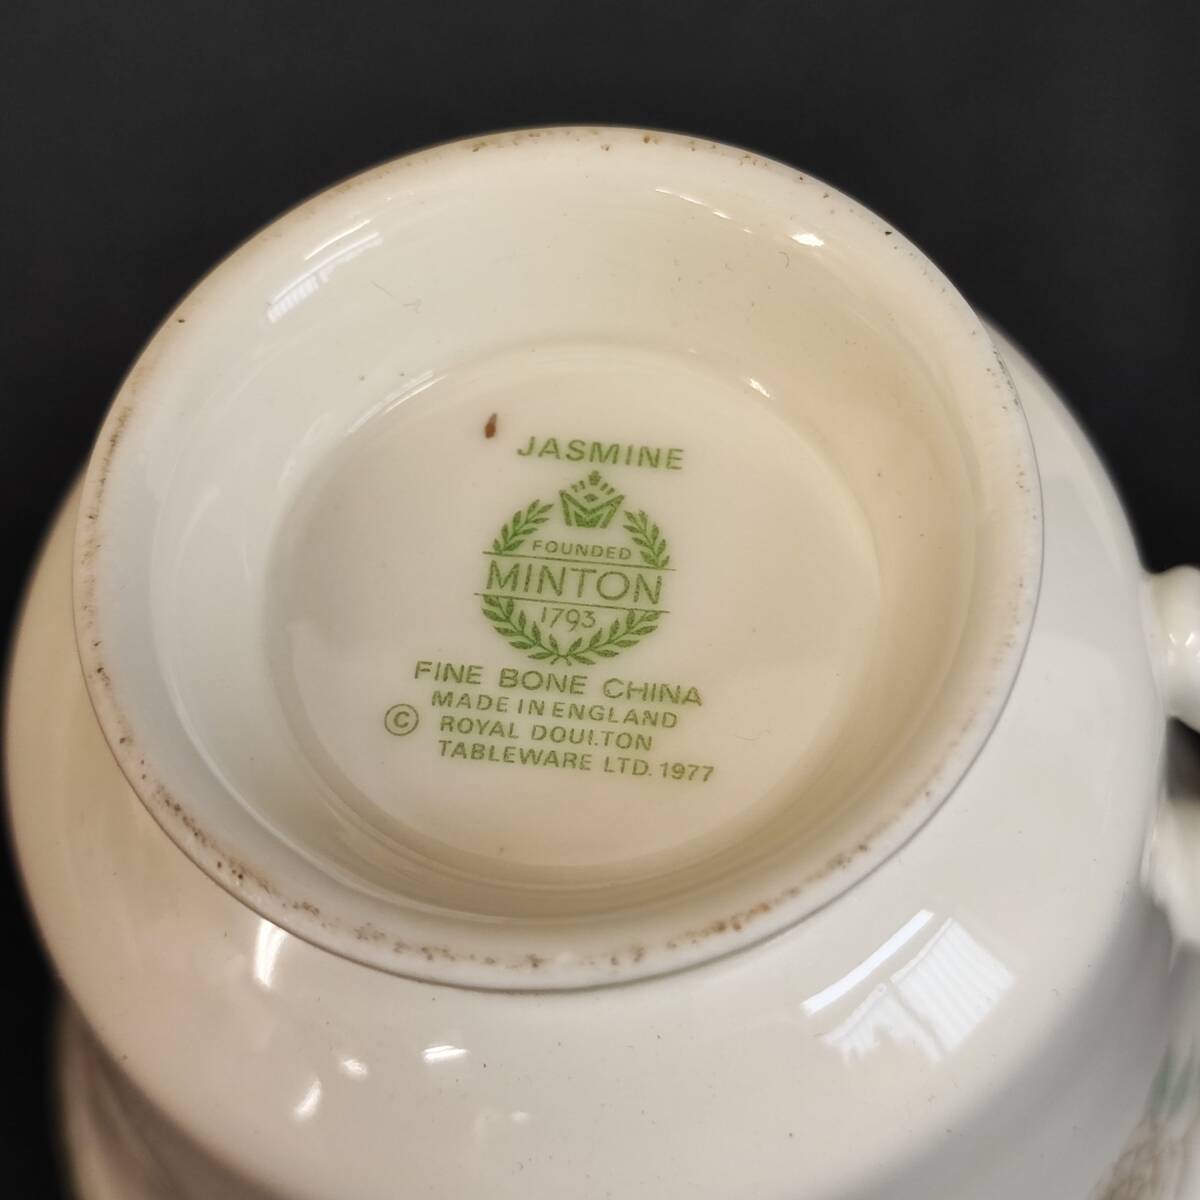 JASMINE
FOUNDED
MINTON
1793
FINE BONE CHINA
MADE IN ENGLAND
© ROYAL DOULTON
TABLEWARE LTD. 1977